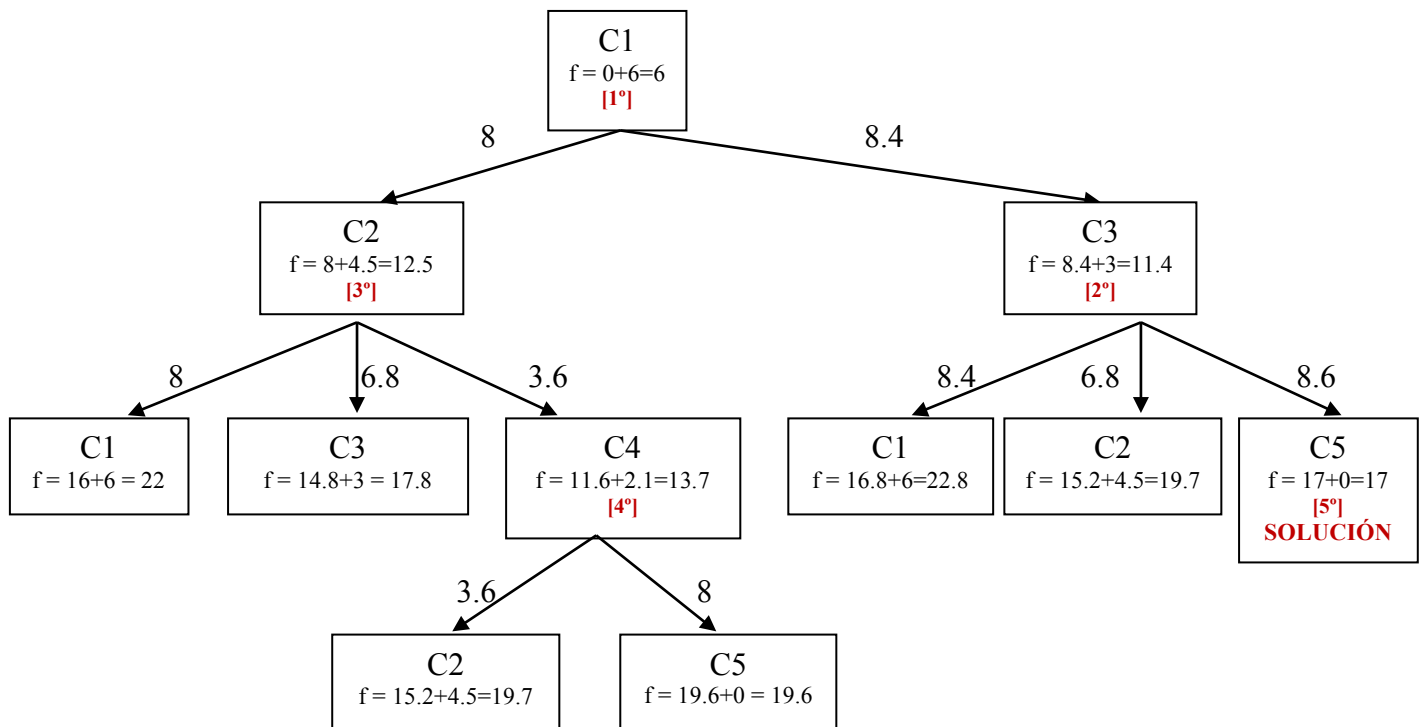 C1
f = 0+6=6
[1º]
8
8.4
C2
f = 8+4.5=12.5
[3º]
C3
f = 8.4+3=11.4
[2º]
8
6.8
3.6
8.4
6.8
8.6
C1
f = 16+6 = 22
C3
f = 14.8+3 = 17.8
C4
f = 11.6+2.1=13.7
[4º]
C1
f = 16.8+6=22.8
C2
f = 15.2+4.5=19.7
C5
f = 17+0=17
[5º]
SOLUCIÓN
3.6
8
C2
f = 15.2+4.5=19.7
C5
f = 19.6+0 = 19.6